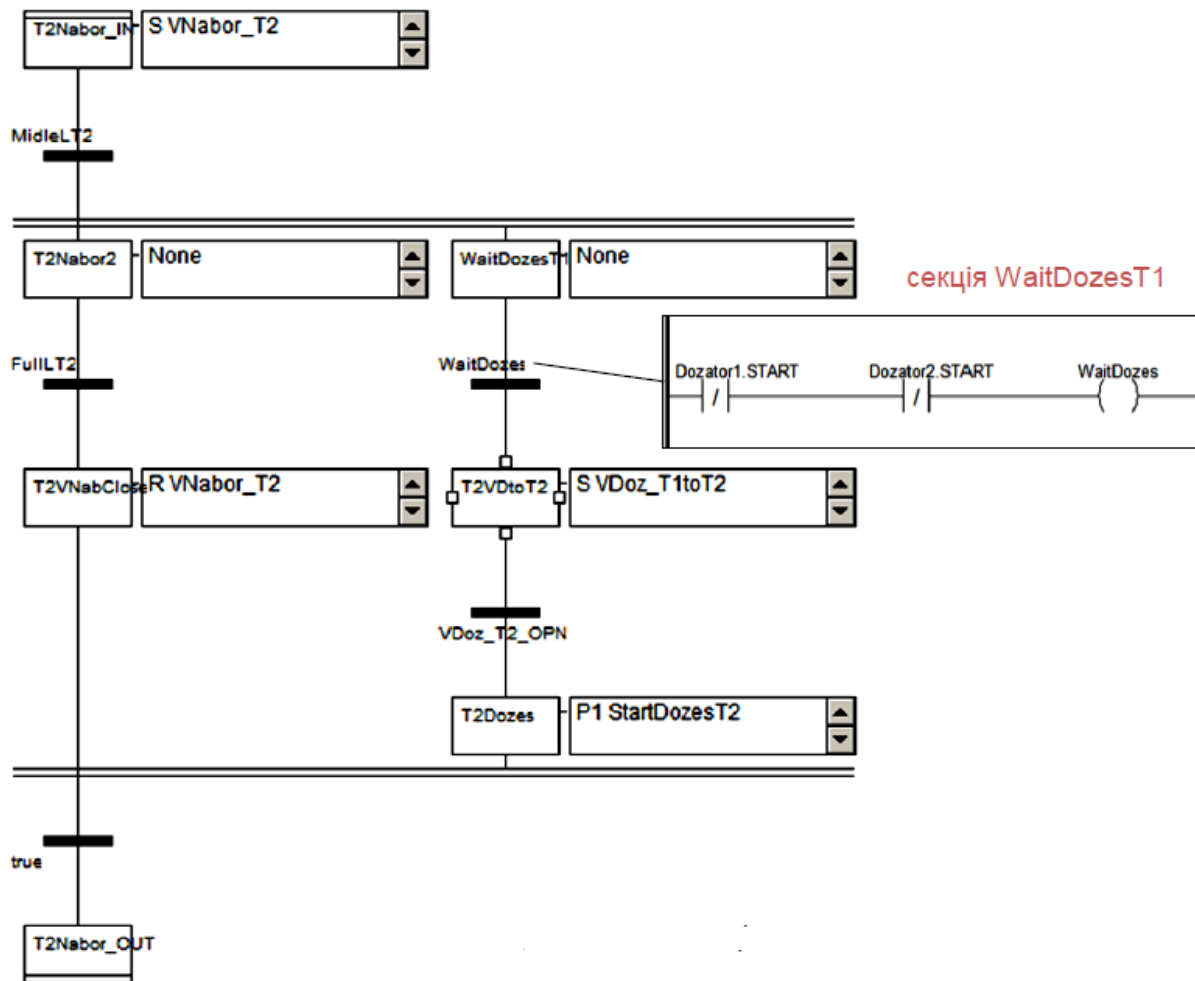 T2Nabor_IN
S VNabor_T2
MidleLT2
T2Nabor2
None
WaitDozesT1
None
секція WaitDozesT1
FullLT2
WaitDozes
Dozator1.START
Dozator2.START
WaitDozes
/
/
T2VNabClose
R VNabor_T2
T2VDtoT2
S VDoz_T1toT2
VDoz_T2_OPN
T2Dozes
P1 StartDozesT2
true
T2Nabor_OUT